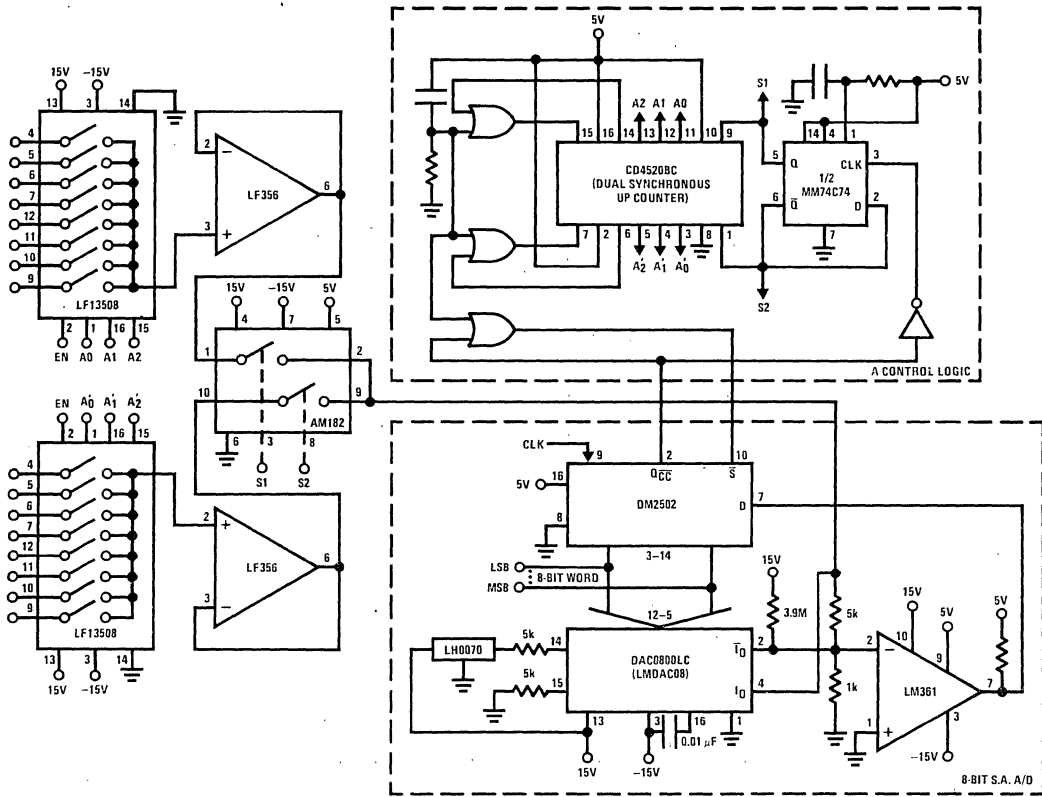 15V
-15V
13
3
14
4
5
6
7
12
11
10
9
LF13508
2
1
16
15
EN
A0
A1
A2
2
−
LF356
6
3
+
15V
-15V
5V
4
7
5
1
2
10
9
AM182
6
3
8
S1
S2
EN
A'0
A'1
A'2
2
1
16
15
4
5
6
7
12
11
10
9
LF13508
13
3
14
15V
-15V
2
+
LF356
6
3
−
5V
A2
A1
A0
15
16
14
13
12
11
10
9
CD4520BC
(DUAL SYNCHRONOUS
UP COUNTER)
7
2
6
5
4
3
8
1
A'2
A'1
A'0
S1
5V
14
4
1
5
Q
CLK
3
1/2
MM74C74
6
Q
D
2
7
S2
A CONTROL LOGIC
CLK
9
2
10
QCC
S
5V
16
DM2502
D
7
8
3-14
LSB
8-BIT WORD
MSB
12-5
15V
3.9M
5k
LH0070
5k
14
5k
15
DAC0800LC
(LMDAC08)
IO
2
IO
4
1k
13
3
16
1
0.01 µF
15V
-15V
15V
5V
5V
10
9
2
−
LM361
7
1
+
3
-15V
8-BIT S.A. A/D